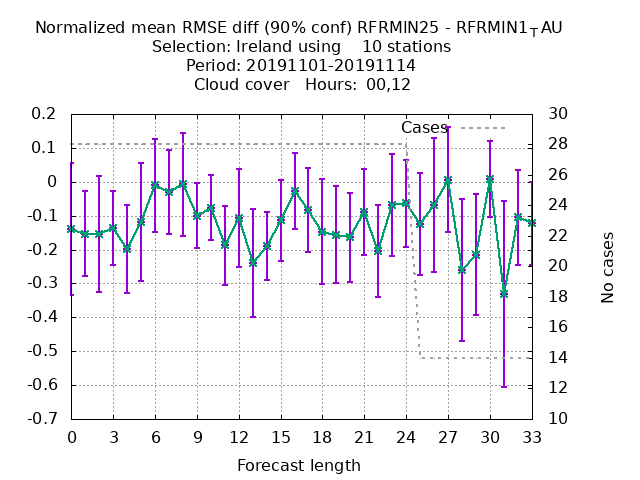 Normalized mean RMSE diff (90% conf) RFRMIN25 - RFRMIN1TAU
Selection: Ireland using    10 stations
Period: 20191101-20191114
Cloud cover   Hours:  00,12
0.2
0.1
0
-0.1
-0.2
-0.3
-0.4
-0.5
-0.6
-0.7
Cases
30
28
26
24
22
20
18
16
14
12
10
No cases
0 3 6 9 12 15 18 21 24 27 30 33
Forecast length